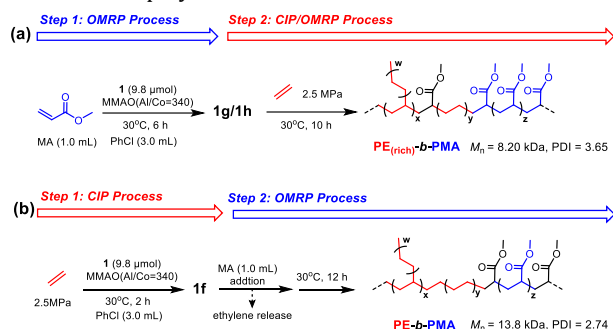 Step 1: OMRP Process
Step 2: CIP/OMRP Process
(a)
1 (9.8 μmol)
MMAO(Al/Co=340)
30°C, 6 h
PhCl (3.0 mL)
O
O
MA (1.0 mL)
1g/1h
2.5 MPa
30°C, 10 h
w
O
O
O
O
O
O
O
O
x
y
z
PE(rich)-b-PMA
Mn = 8.20 kDa, PDI = 3.65
Step 1: CIP Process
Step 2: OMRP Process
(b)
2.5MPa
1 (9.8 μmol)
MMAO(Al/Co=340)
30°C, 2 h
PhCl (3.0 mL)
1f
MA (1.0 mL)
addtion
ethylene release
30°C, 12 h
w
O
O
O
O
O
O
x
y
z
PE-b-PMA
Mn = 13.8 kDa, PDI = 2.74